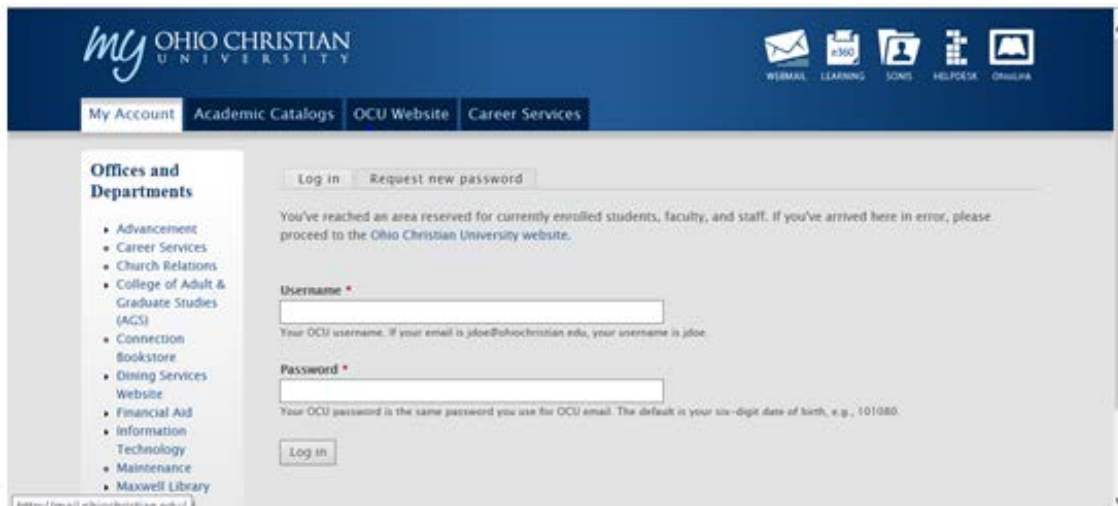 my OHIO CHRISTIAN
UNIVERSITY
WEBMAIL
e360
LEARNING
SONIS
HELPDESK
OhioLink
My Account
Academic Catalogs
OCU Website
Career Services
Offices and
Departments
Advancement
Career Services
Church Relations
College of Adult &
Graduate Studies
(AGS)
Connection
Bookstore
Dining Services
Website
Financial Aid
Information
Technology
Maintenance
Maxwell Library
Log in
Request new password
You've reached an area reserved for currently enrolled students, faculty, and staff. If you've arrived here in error, please
proceed to the Ohio Christian University website.
Username *
Your OCU username. If your email is jdoe@ohiochristian.edu, your username is jdoe.
Password *
Your OCU password is the same password you use for OCU email. The default is your six-digit date of birth, e.g., 101080.
Log in
http://mail.ohiochristian.edu/